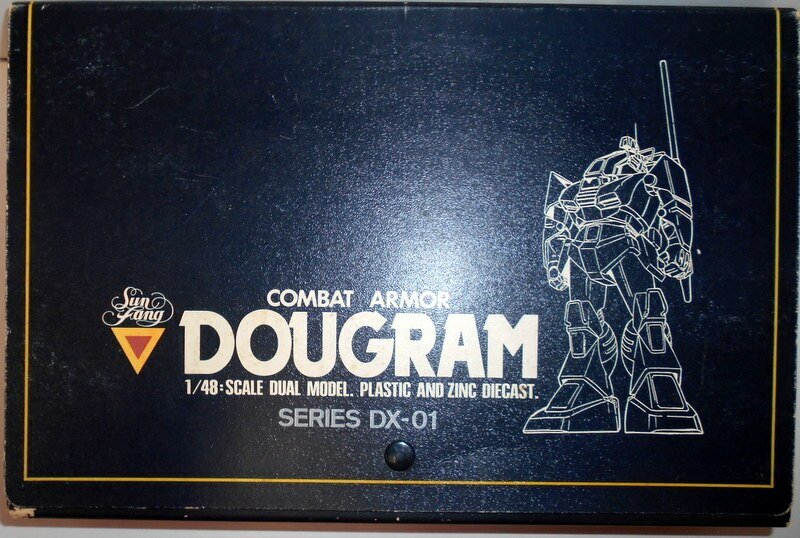 Sun
Fang
COMBAT ARMOR
DOUGRAM
1/48:SCALE DUAL MODEL. PLASTIC AND ZINC DIECAST.
SERIES DX-01